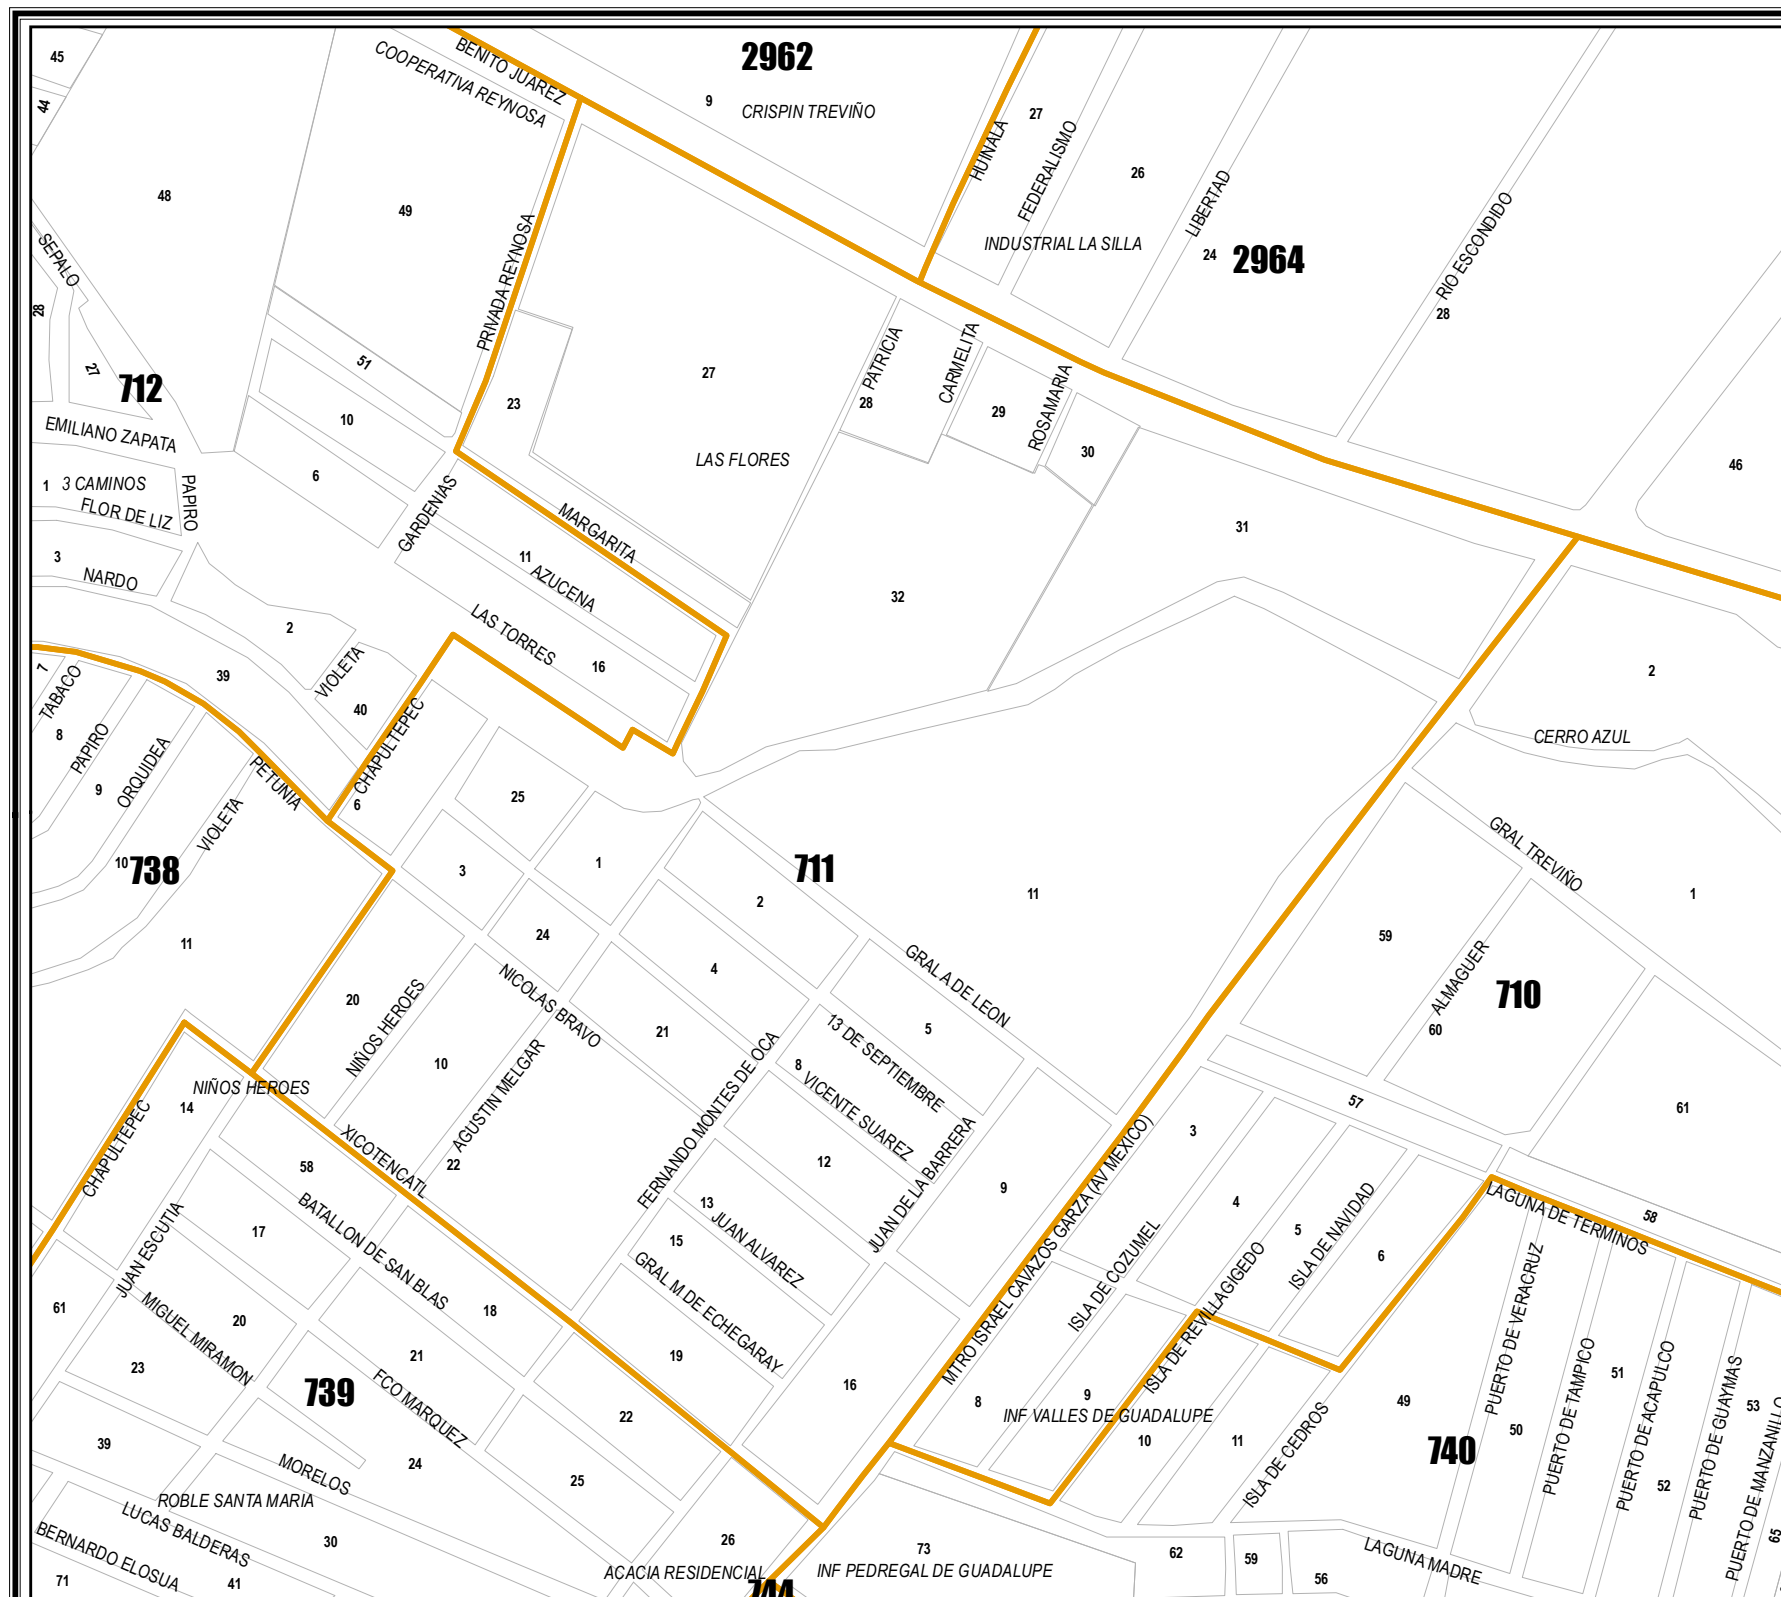 2962
BENITO JUAREZ
COOPERATIVA REYNOSA
45
44
9
CRISPIN TREVIÑO
27
HUINALA
FEDERALISMO
26
LIBERTAD
INDUSTRIAL LA SILLA
24
2964
RIO ESCONDIDO
28
46
48
49
PRIVADA REYNOSA
SEPALO
28
27
712
51
10
6
23
27
LAS FLORES
PATRICIA
28
CARMELITA
29
ROSAMARIA
30
31
32
EMILIANO ZAPATA
1
3 CAMINOS
FLOR DE LIZ
PAPIRO
3
NARDO
GARDENIAS
MARGARITA
11
AZUCENA
LAS TORRES
16
2
39
VIOLETA
40
CHAPULTEPEC
6
7
TABACO
8
PAPIRO
9
ORQUIDEA
10
VIOLETA
PETUNIA
738
11
2
CERRO AZUL
GRAL TREVIÑO
1
25
3
1
24
711
2
4
11
59
ALMAGUER
60
710
61
GRAL A DE LEON
NICOLAS BRAVO
20
NIÑOS HEROES
10
AGUSTIN MELGAR
22
21
5
13 DE SEPTIEMBRE
8
VICENTE SUAREZ
FERNANDO MONTES DE OCA
12
JUAN DE LA BARRERA
9
13
JUAN ALVAREZ
15
GRAL M DE ECHEGARAY
19
16
MTRO ISRAEL CAVAZOS GARZA (AV MEXICO)
57
3
4
5
6
ISLA DE COZUMEL
ISLA DE REVILLAGIGEDO
ISLA DE NAVIDAD
LAGUNA DE TERMINOS
58
NIÑOS HEROES
14
CHAPULTEPEC
XICOTENCATL
58
BATALLON DE SAN BLAS
17
JUAN ESCUTIA
18
MIGUEL MIRAMON
61
20
23
21
739
FCO MARQUEZ
22
39
24
25
MORELOS
ROBLE SANTA MARIA
LUCAS BALDERAS
BERNARDO ELOSUA
30
71
41
26
ACACIA RESIDENCIAL
744
73
INF PEDREGAL DE GUADALUPE
8
9
INF VALLES DE GUADALUPE
10
11
ISLA DE CEDROS
49
740
50
51
52
53
65
PUERTO DE VERACRUZ
PUERTO DE TAMPICO
PUERTO DE ACAPULCO
PUERTO DE GUAYMAS
PUERTO DE MANZANILLO
62
59
56
LAGUNA MADRE